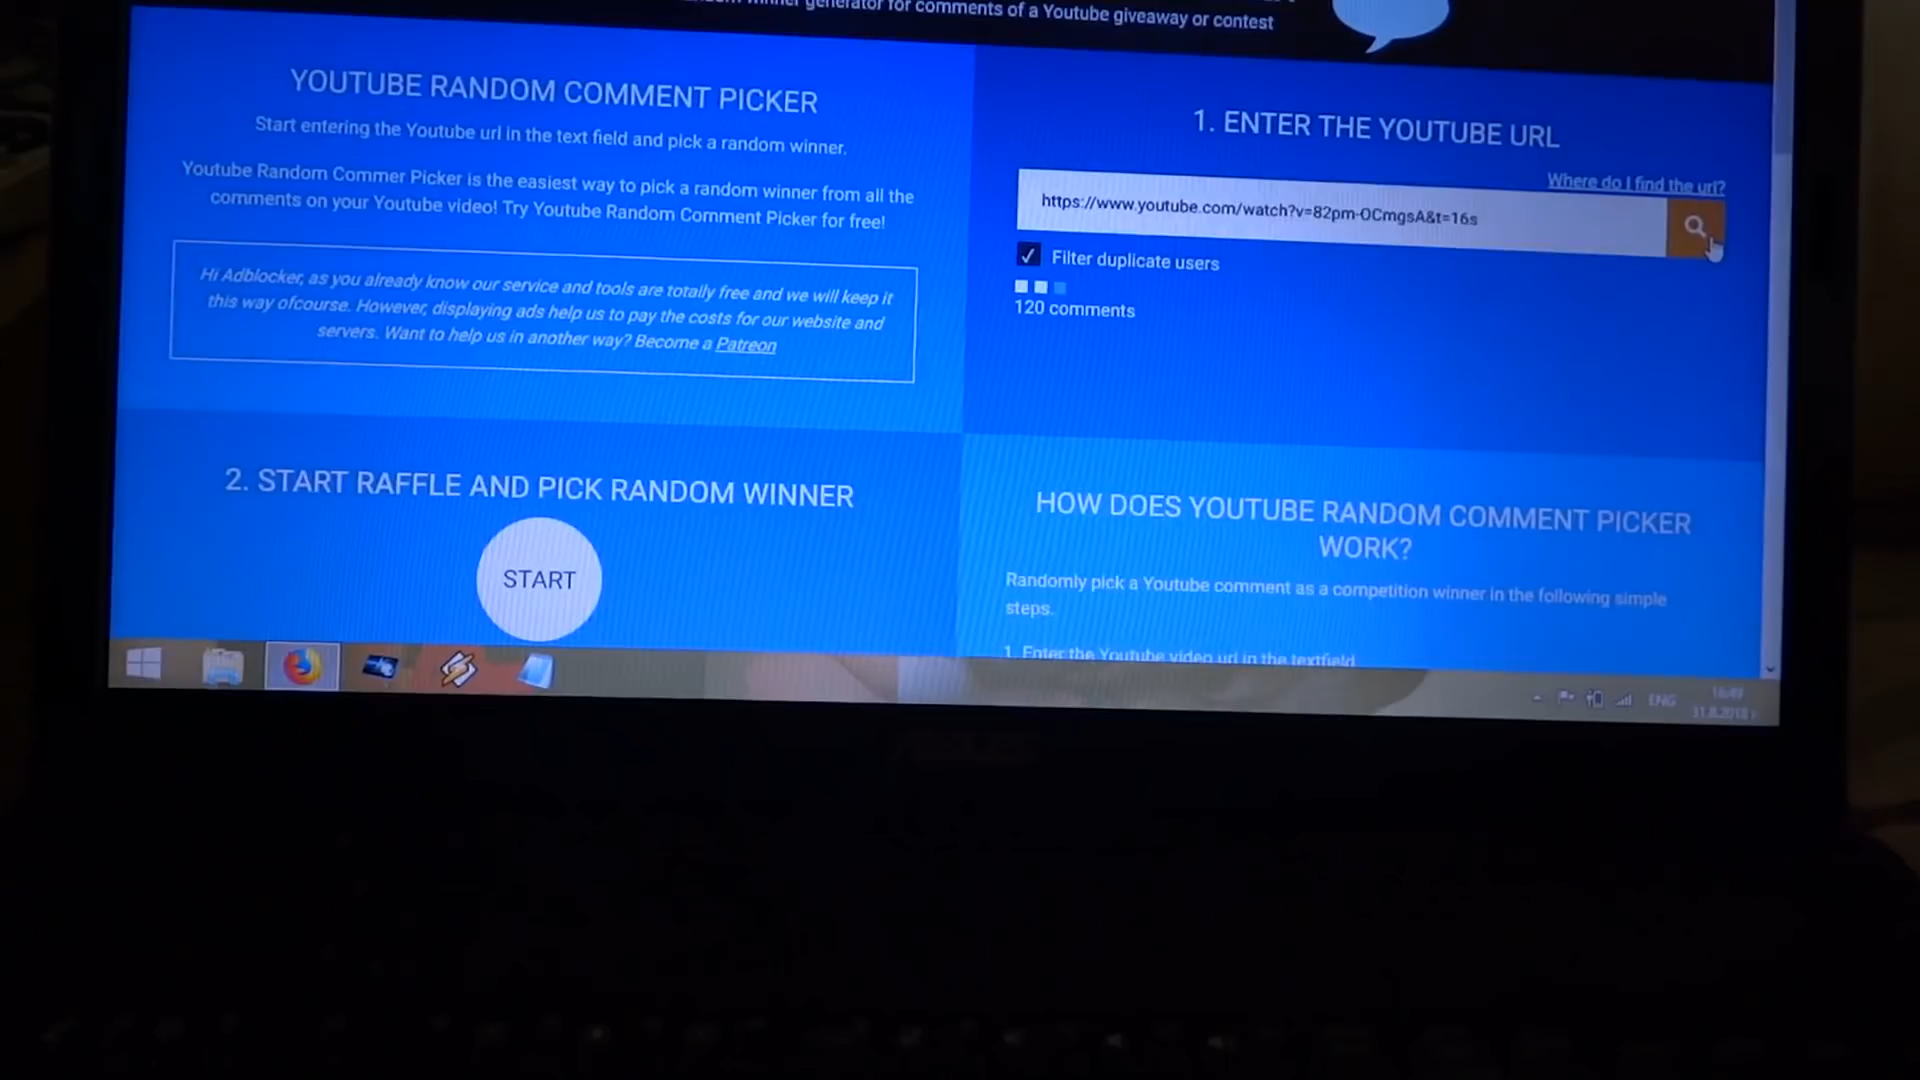 generator for comments of a Youtube giveaway or contest
YOUTUBE RANDOM COMMENT PICKER
Start entering the Youtube url in the text field and pick a random winner.
Youtube Random Commer Picker is the easiest way to pick a random winner from all the
comments on your Youtube video! Try Youtube Random Comment Picker for free!
Hi Adblocker, as you already know our service and tools are totally free and we will keep it
this way ofcourse. However, displaying ads help us to pay the costs for our website and
servers. Want to help us in another way? Become a Patreon
1. ENTER THE YOUTUBE URL
Where do I find the url?
https://www.youtube.com/watch?v=82pm-OCmgsA&t=16s
Filter duplicate users
120 comments
2. START RAFFLE AND PICK RANDOM WINNER
START
HOW DOES YOUTUBE RANDOM COMMENT PICKER
WORK?
Randomly pick a Youtube comment as a competition winner in the following simple
steps.
1. Enter the Youtube video url in the textfield
ENG
16:49
31.8.2018